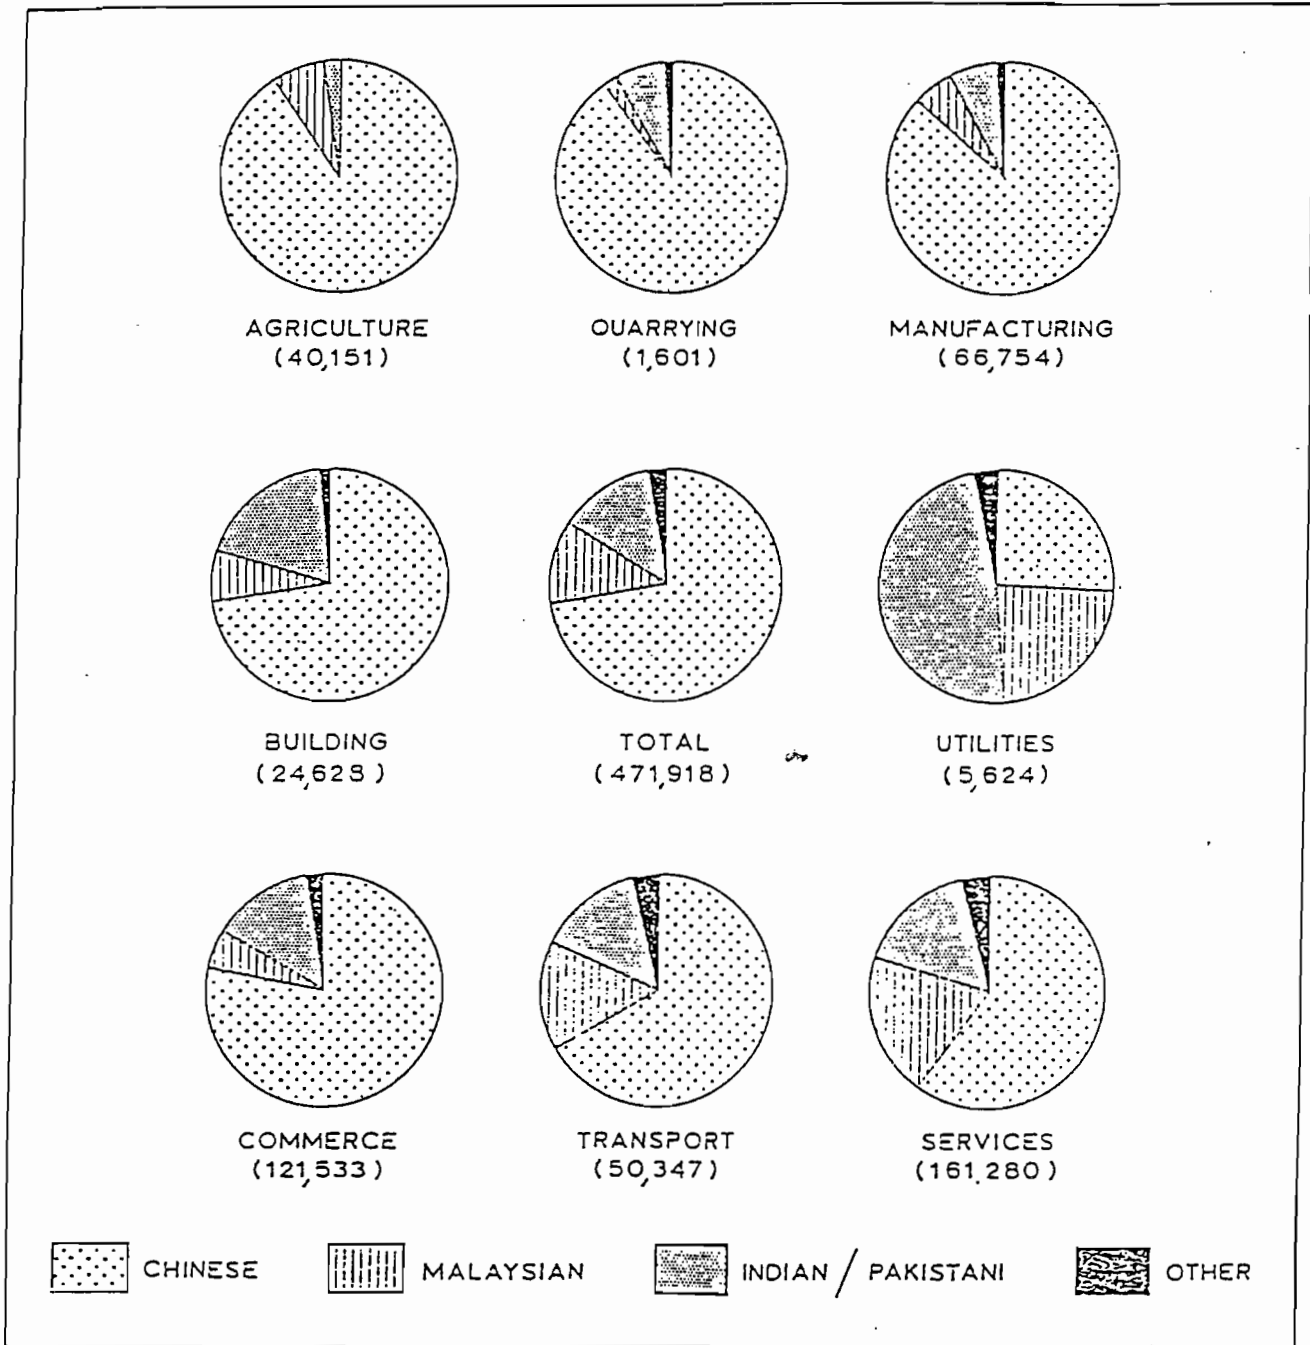 AGRICULTURE
(40,151)
QUARRYING
(1,601)
MANUFACTURING
(66,754)
BUILDING
(24,628)
TOTAL
(471,918)
UTILITIES
(5,624)
COMMERCE
(121,533)
TRANSPORT
(50,347)
SERVICES
(161,280)
CHINESE
MALAYSIAN
INDIAN / PAKISTANI
OTHER